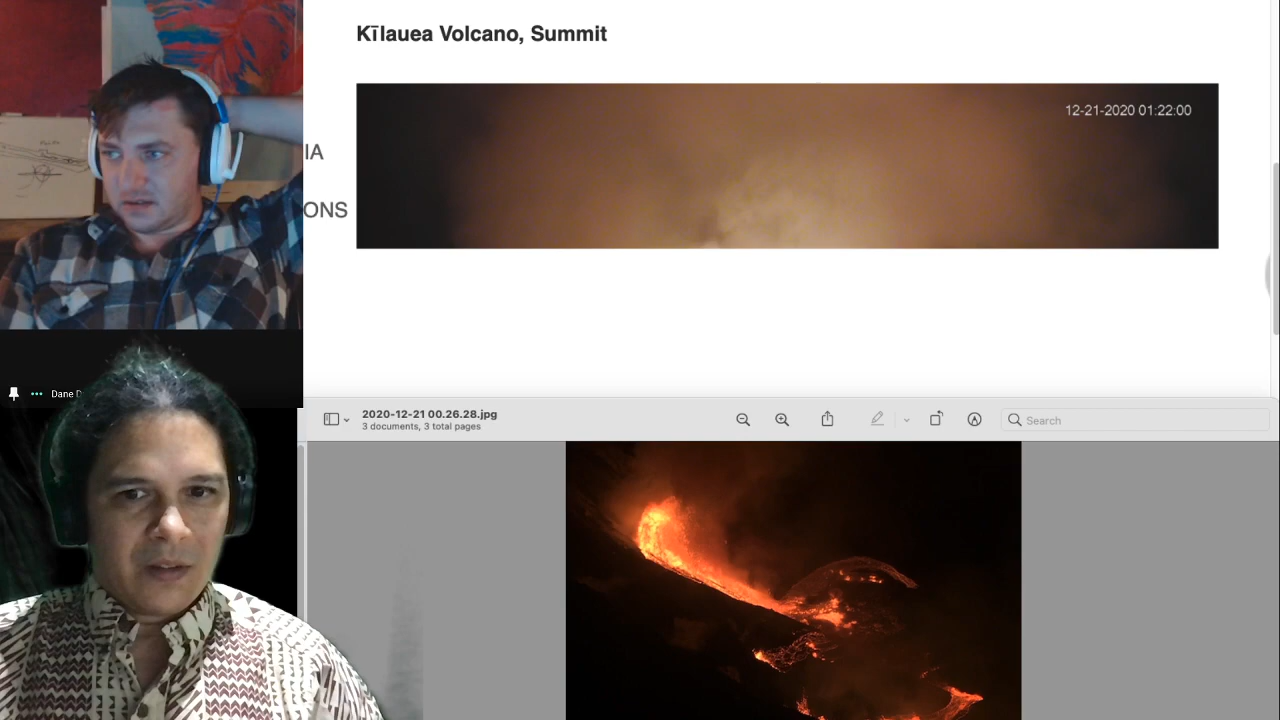 Kīlauea Volcano, Summit
12-21-2020 01:22:00
IA
ONS
Dane D
2020-12-21 00.26.28.jpg
3 documents, 3 total pages
Search